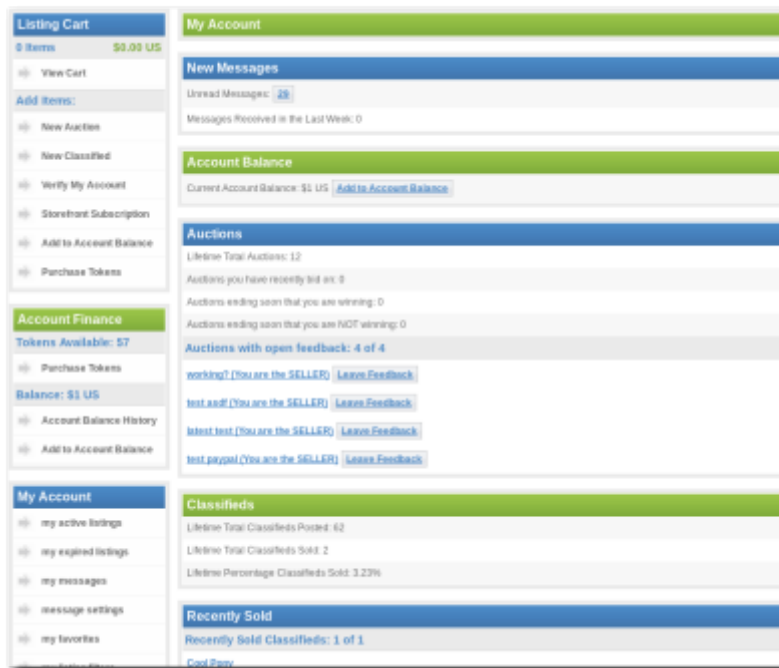 Listing Cart
0 Items $0.00 US
View Cart
Add Items:
New Auction
New Classified
Verify My Account
Storefront Subscription
Add to Account Balance
Purchase Tokens
Account Finance
Tokens Available: 57
Purchase Tokens
Balance: $1 US
Account Balance History
Add to Account Balance
My Account
my active listings
my expired listings
my messages
message settings
my favorites
my listing filters
My Account
New Messages
Unread Messages: 29
Messages Received in the Last Week: 0
Account Balance
Current Account Balance: $1 US Add to Account Balance
Auctions
Lifetime Total Auctions: 12
Auctions you have recently bid on: 0
Auctions ending soon that you are winning: 0
Auctions ending soon that you are NOT winning: 0
Auctions with open feedback: 4 of 4
working? (You are the SELLER) Leave Feedback
test asdf (You are the SELLER) Leave Feedback
latest test (You are the SELLER) Leave Feedback
test paypal (You are the SELLER) Leave Feedback
Classifieds
Lifetime Total Classifieds Posted: 62
Lifetime Total Classifieds Sold: 2
Lifetime Percentage Classifieds Sold: 3.23%
Recently Sold
Recently Sold Classifieds: 1 of 1
Cool Pony